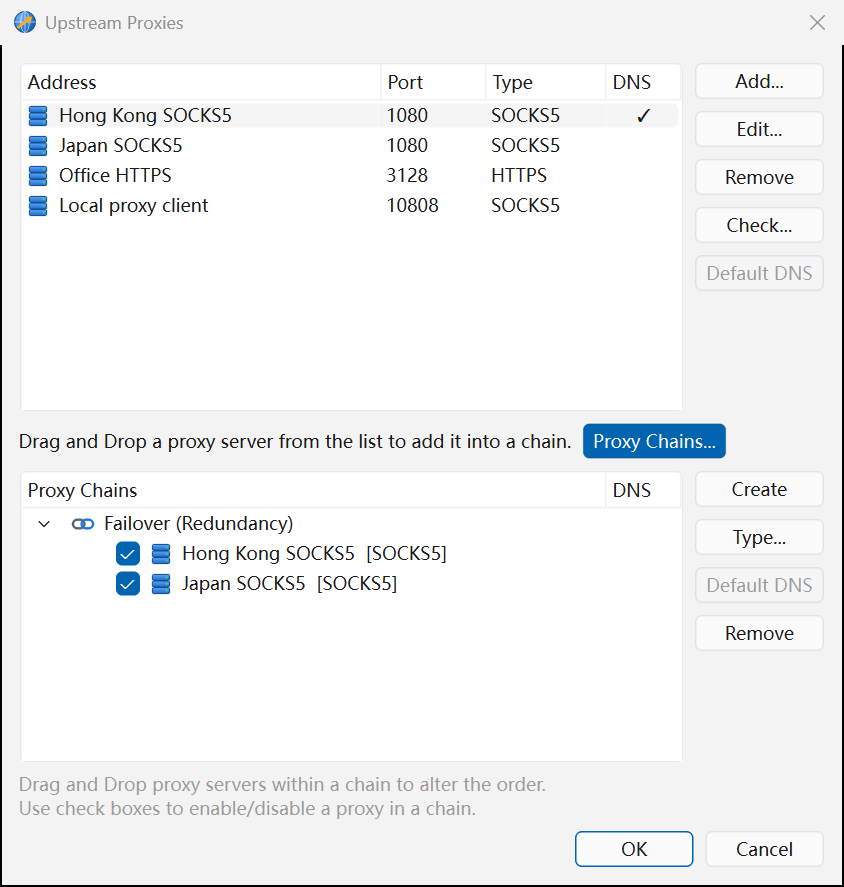 Upstream Proxies
Address Port Type DNS
Hong Kong SOCKS5 1080 SOCKS5 ✓
Japan SOCKS5 1080 SOCKS5
Office HTTPS 3128 HTTPS
Local proxy client 10808 SOCKS5
Add...
Edit...
Remove
Check...
Default DNS
Drag and Drop a proxy server from the list to add it into a chain. Proxy Chains...
Proxy Chains DNS
Failover (Redundancy)
Hong Kong SOCKS5 [SOCKS5]
Japan SOCKS5 [SOCKS5]
Create
Type...
Default DNS
Remove
Drag and Drop proxy servers within a chain to alter the order.
Use check boxes to enable/disable a proxy in a chain.
OK Cancel